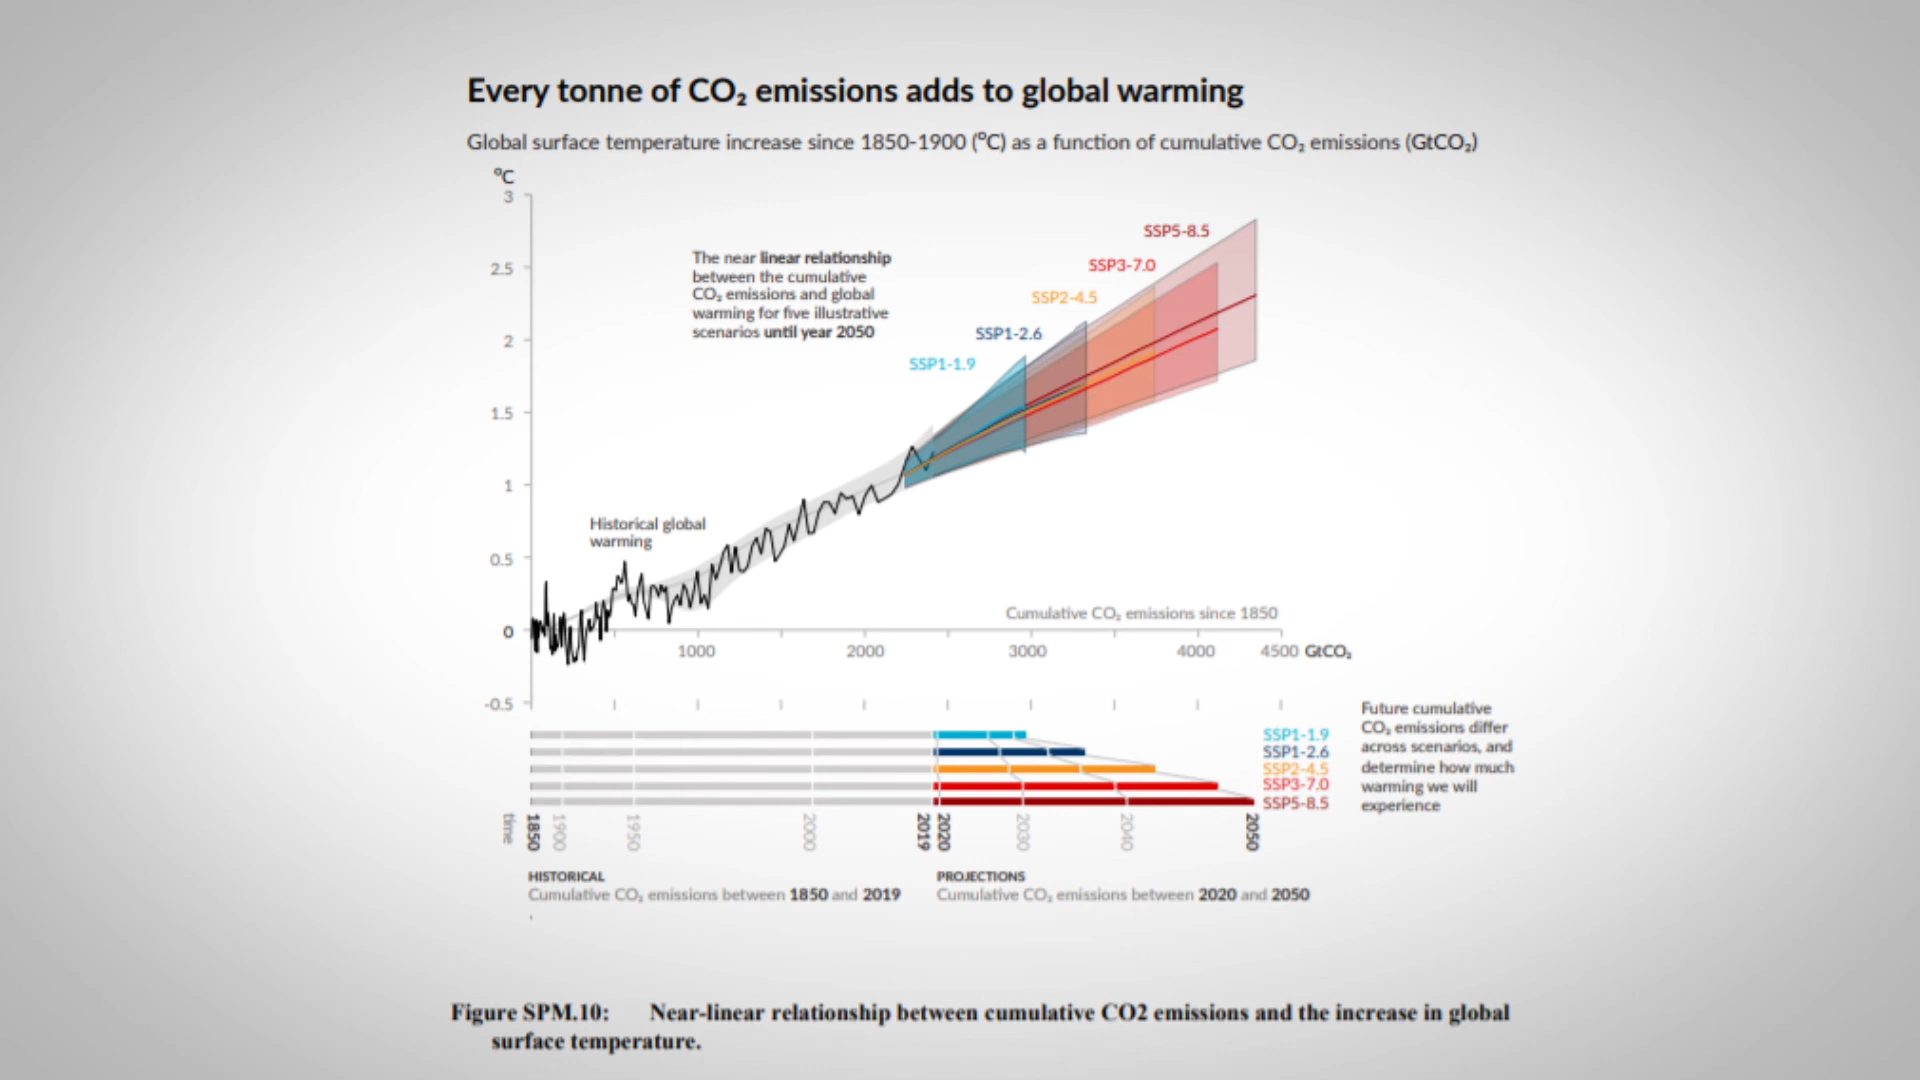 Every tonne of CO₂ emissions adds to global warming
Global surface temperature increase since 1850-1900 (°C) as a function of cumulative CO₂ emissions (GtCO₂)
°C
3
2.5
2
1.5
1
0.5
0
-0.5
The near linear relationship
between the cumulative
CO₂ emissions and global
warming for five illustrative
scenarios until year 2050
SSP5-8.5
SSP3-7.0
SSP2-4.5
SSP1-2.6
SSP1-1.9
Historical global
warming
Cumulative CO₂ emissions since 1850
1000 2000 3000 4000 4500 GtCO₂
SSP1-1.9
SSP1-2.6
SSP2-4.5
SSP3-7.0
SSP5-8.5
Future cumulative
CO₂ emissions differ
across scenarios, and
determine how much
warming we will
experience
time 1850 1900 1950 2000 2019 2020 2030 2040 2050
HISTORICAL
Cumulative CO₂ emissions between 1850 and 2019
PROJECTIONS
Cumulative CO₂ emissions between 2020 and 2050
Figure SPM.10: Near-linear relationship between cumulative CO2 emissions and the increase in global
surface temperature.